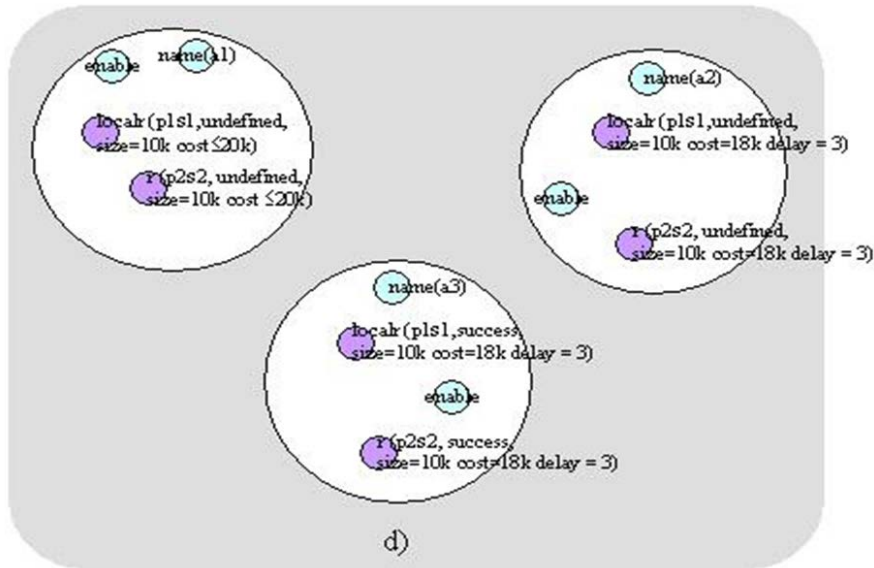 enable
name(a1)
localr (p1s1,undefined,
size=10k cost ≤20k)
r (p2s2, undefined,
size=10k cost ≤20k)
name(a2)
localr (p1s1,undefined,
size=10k cost=18k delay = 3)
enable
r (p2s2, undefined,
size=10k cost=18k delay = 3)
name(a3)
localr (p1s1,success,
size=10k cost=18k delay = 3)
enable
r (p2s2, success,
size=10k cost=18k delay = 3)
d)